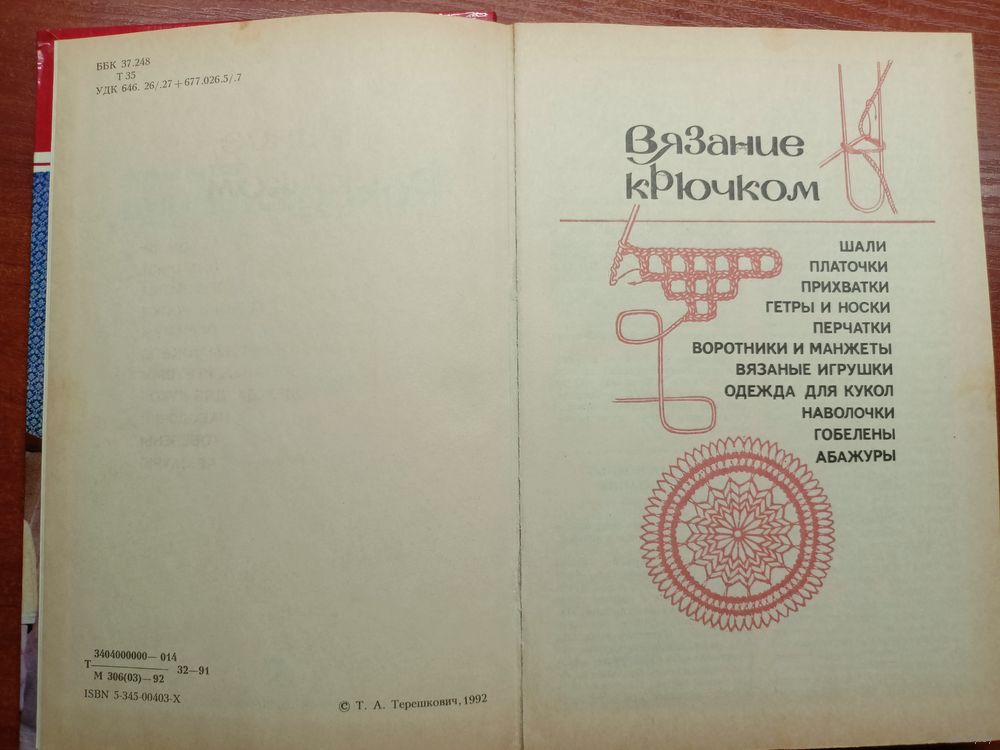 ББК 37.248
Т 35
УДК 646. 26/.27+677.026.5/.7
3404000000—014
Т 32—91
М 306(03)—92
ISBN 5-345-00403-X
© Т. А. Терешкович, 1992
Вязание
крючком
ШАЛИ
ПЛАТОЧКИ
ПРИХВАТКИ
ГЕТРЫ И НОСКИ
ПЕРЧАТКИ
ВОРОТНИКИ И МАНЖЕТЫ
ВЯЗАНЫЕ ИГРУШКИ
ОДЕЖДА ДЛЯ КУКОЛ
НАВОЛОЧКИ
ГОБЕЛЕНЫ
АБАЖУРЫ